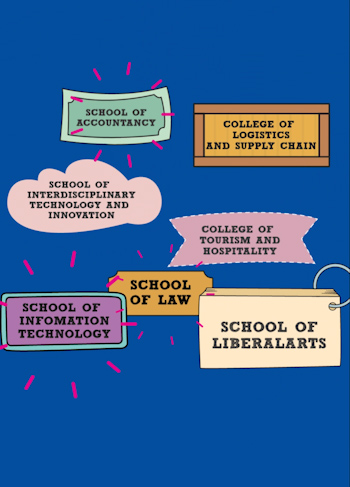 SCHOOL OF
ACCOUNTANCY
COLLEGE OF
LOGISTICS
AND SUPPLY CHAIN
SCHOOL OF
INTERDISCIPLINARY
TECHNOLOGY AND
INNOVATION
COLLEGE OF
TOURISM AND
HOSPITALITY
SCHOOL
OF LAW
SCHOOL OF
INFOMATION
TECHNOLOGY
SCHOOL OF
LIBERALARTS